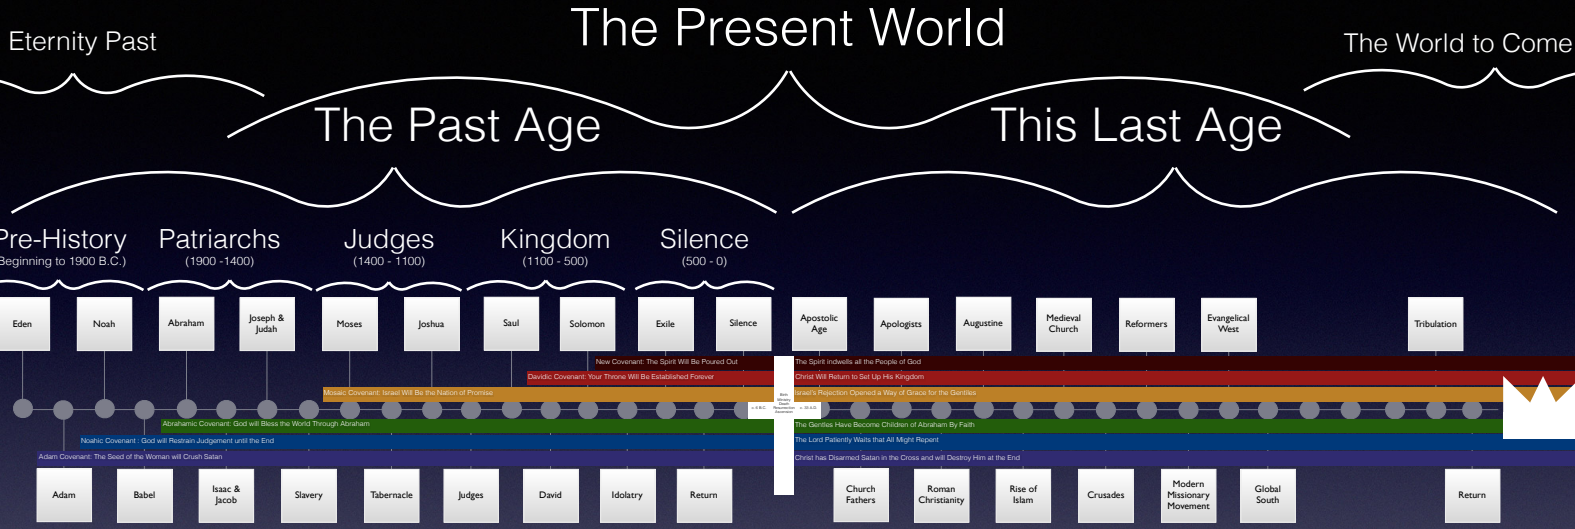 The Present World
Eternity Past
The World to Come
The Past Age
This Last Age
Pre-History
Beginning to 1900 B.C.)
Patriarchs
(1900 -1400)
Judges
(1400 - 1100)
Kingdom
(1100 - 500)
Silence
(500 - 0)
Eden
Noah
Abraham
Joseph &
Judah
Moses
Joshua
Saul
Solomon
Exile
Silence
Apostolic
Age
Apologists
Augustine
Medieval
Church
Reformers
Evangelical
West
Tribulation
New Covenant: The Spirit Will Be Poured Out
The Spirit indwells all the People of God
Davidic Covenant: Your Throne Will Be Established Forever
Christ Will Return to Set Up His Kingdom
Mosaic Covenant: Israel Will Be the Nation of Promise
Israel's Rejection Opened a Way of Grace for the Gentiles
Birth
Ministry
Death
Resurrection
Ascension
Abrahamic Covenant: God will Bless the World Through Abraham
The Gentles Have Become Children of Abraham By Faith
Noahic Covenant : God will Restrain Judgement until the End
The Lord Patiently Waits that All Might Repent
Adam Covenant: The Seed of the Woman will Crush Satan
Christ has Disarmed Satan in the Cross and will Destroy Him at the End
Adam
Babel
Isaac &
Jacob
Slavery
Tabernacle
Judges
David
Idolatry
Return
Church
Fathers
Roman
Christianity
Rise of
Islam
Crusades
Modern
Missionary
Movement
Global
South
Return